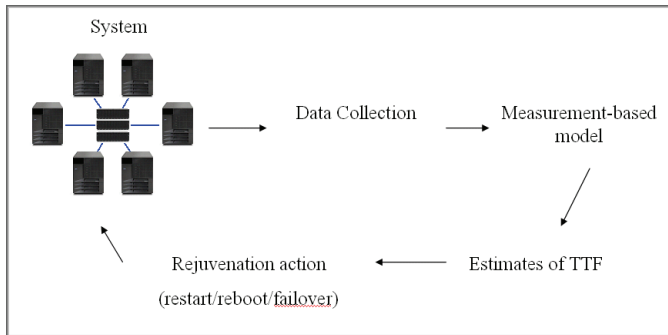 System
Data Collection
Measurement-based
model
Estimates of TTF
Rejuvenation action
(restart/reboot/failover)